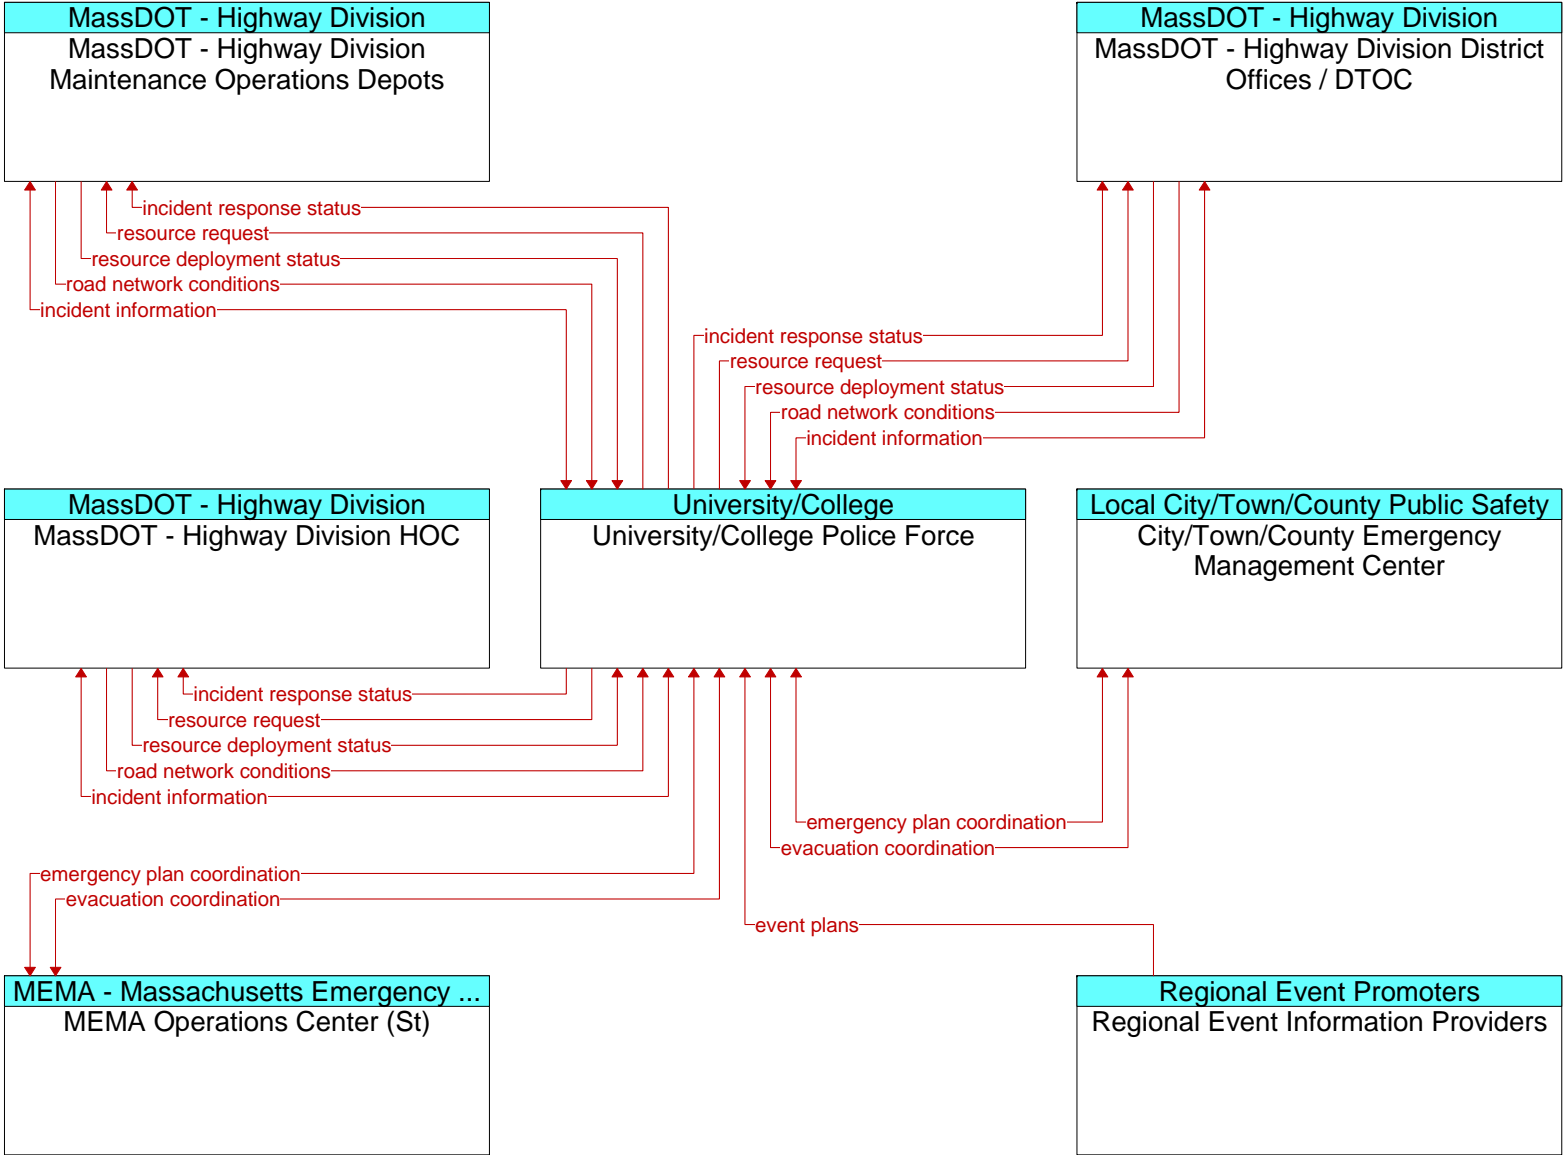 MassDOT - Highway Division
MassDOT - Highway Division
Maintenance Operations Depots
MassDOT - Highway Division
MassDOT - Highway Division District
Offices / DTOC
incident response status
resource request
resource deployment status
road network conditions
incident information
incident response status
resource request
resource deployment status
road network conditions
incident information
MassDOT - Highway Division
MassDOT - Highway Division HOC
University/College
University/College Police Force
Local City/Town/County Public Safety
City/Town/County Emergency
Management Center
incident response status
resource request
resource deployment status
road network conditions
incident information
emergency plan coordination
evacuation coordination
emergency plan coordination
evacuation coordination
event plans
MEMA - Massachusetts Emergency ...
MEMA Operations Center (St)
Regional Event Promoters
Regional Event Information Providers